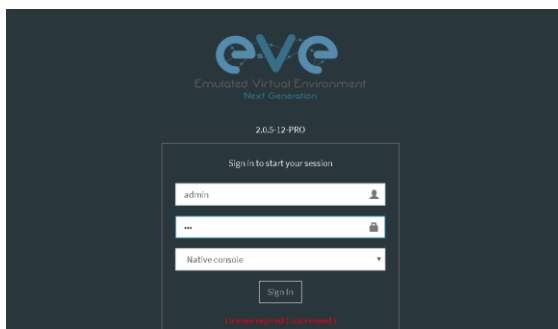 eve
Emulated Virtual Environment
Next Generation
2.0.5-12-PRO
Sign in to start your session
admin
•••
Native console
Sign In